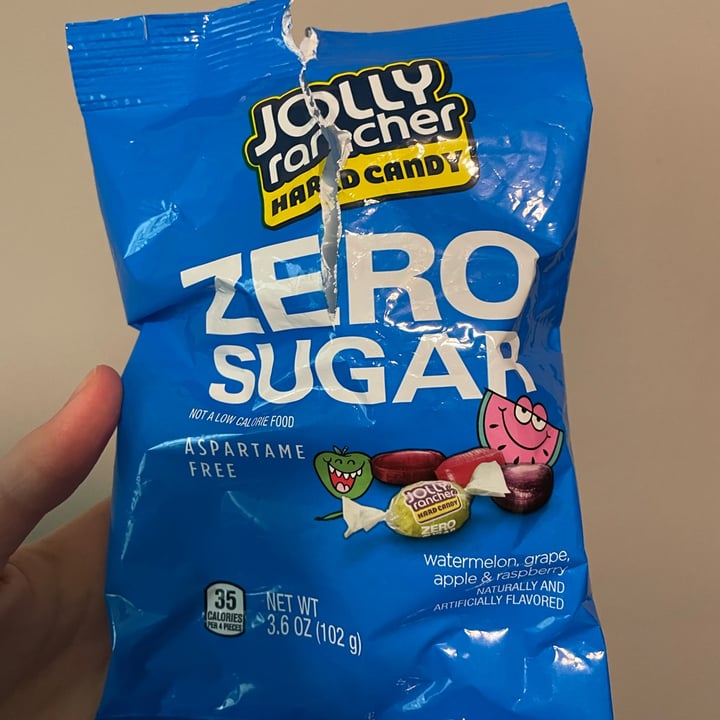 JOLLY
rancher
HARD CANDY
ZERO
SUGAR
NOT A LOW CALORIE FOOD
ASPARTAME
FREE
JOLLY
rancher
HARD CANDY
ZERO
SUGAR
watermelon, grape,
apple & raspberry
NATURALLY AND
ARTIFICIALLY FLAVORED
35
CALORIES
PER 4 PIECES
NET WT
3.6 OZ (102 g)